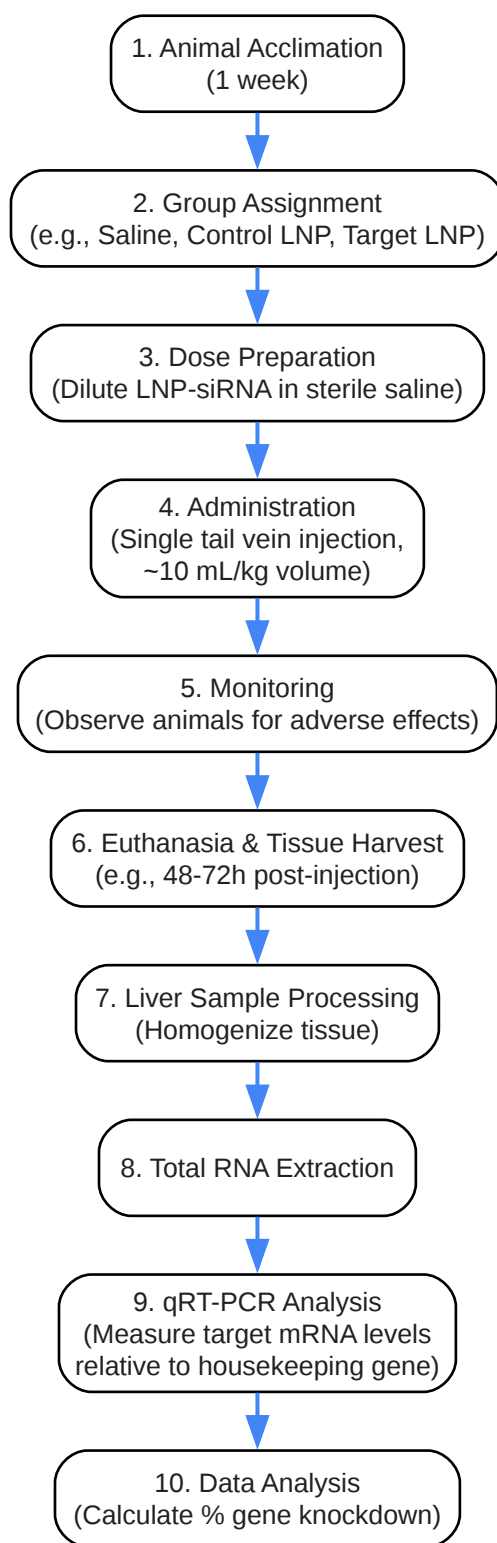 1. Animal Acclimation
(1 week)
2. Group Assignment
(e.g., Saline, Control LNP, Target LNP)
3. Dose Preparation
(Dilute LNP-siRNA in sterile saline)
4. Administration
(Single tail vein injection,
~10 mL/kg volume)
5. Monitoring
(Observe animals for adverse effects)
6. Euthanasia & Tissue Harvest
(e.g., 48-72h post-injection)
7. Liver Sample Processing
(Homogenize tissue)
8. Total RNA Extraction
9. qRT-PCR Analysis
(Measure target mRNA levels
relative to housekeeping gene)
10. Data Analysis
(Calculate % gene knockdown)